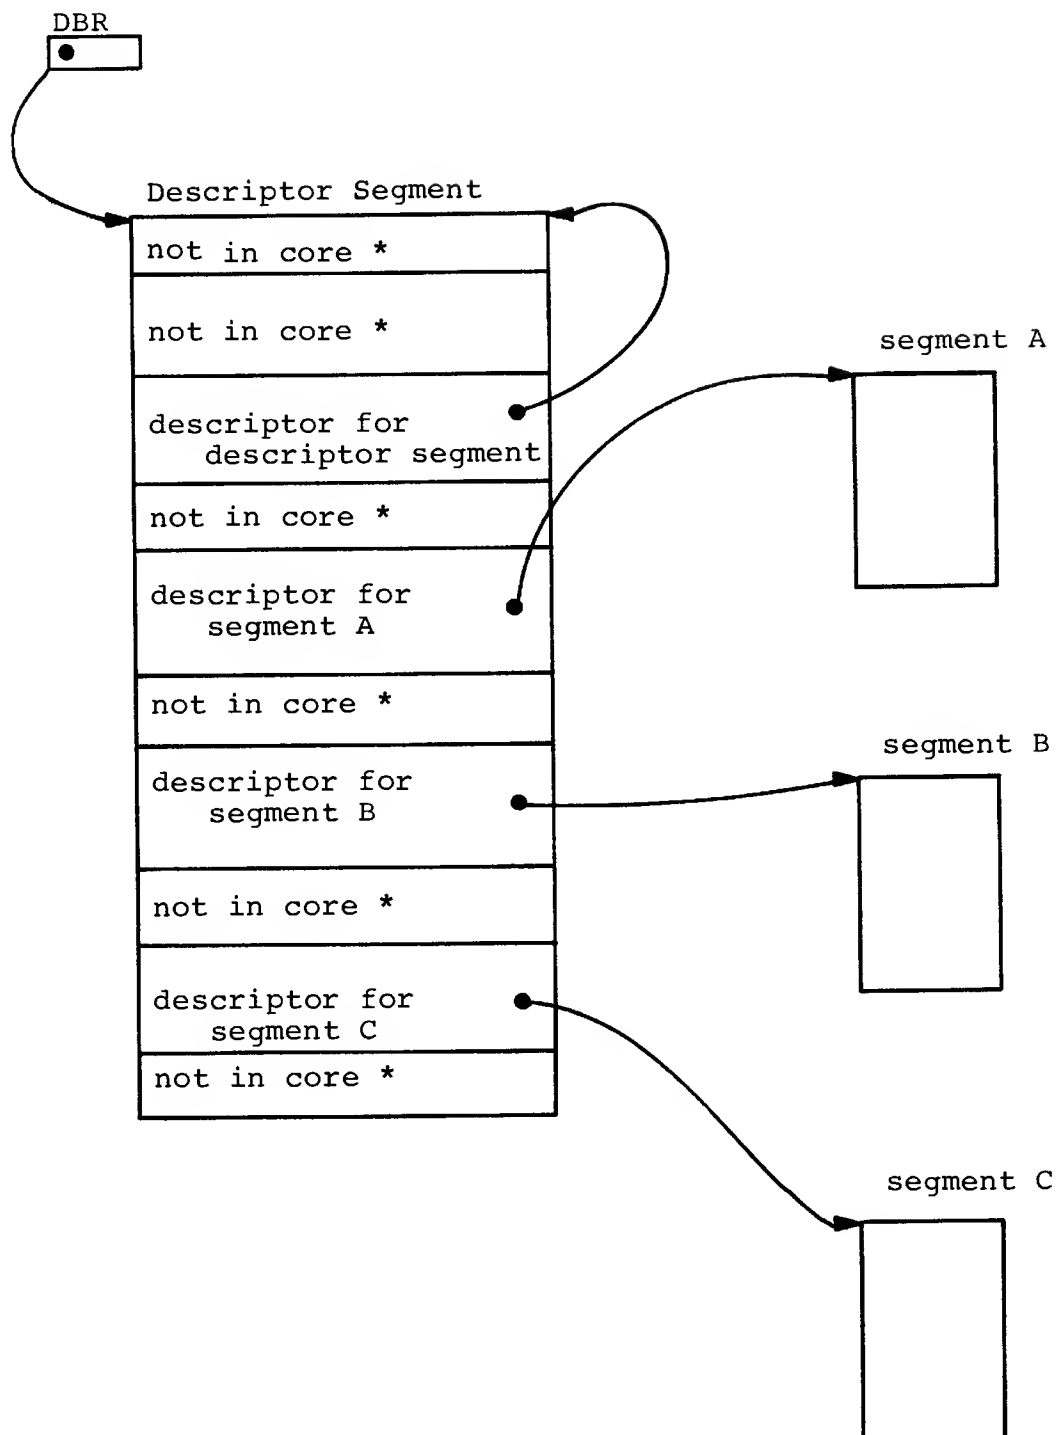 DBR
Descriptor Segment
not in core *
not in core *
segment A
descriptor for
descriptor segment
not in core *
descriptor for
segment A
not in core *
segment B
descriptor for
segment B
not in core *
descriptor for
segment C
not in core *
segment C